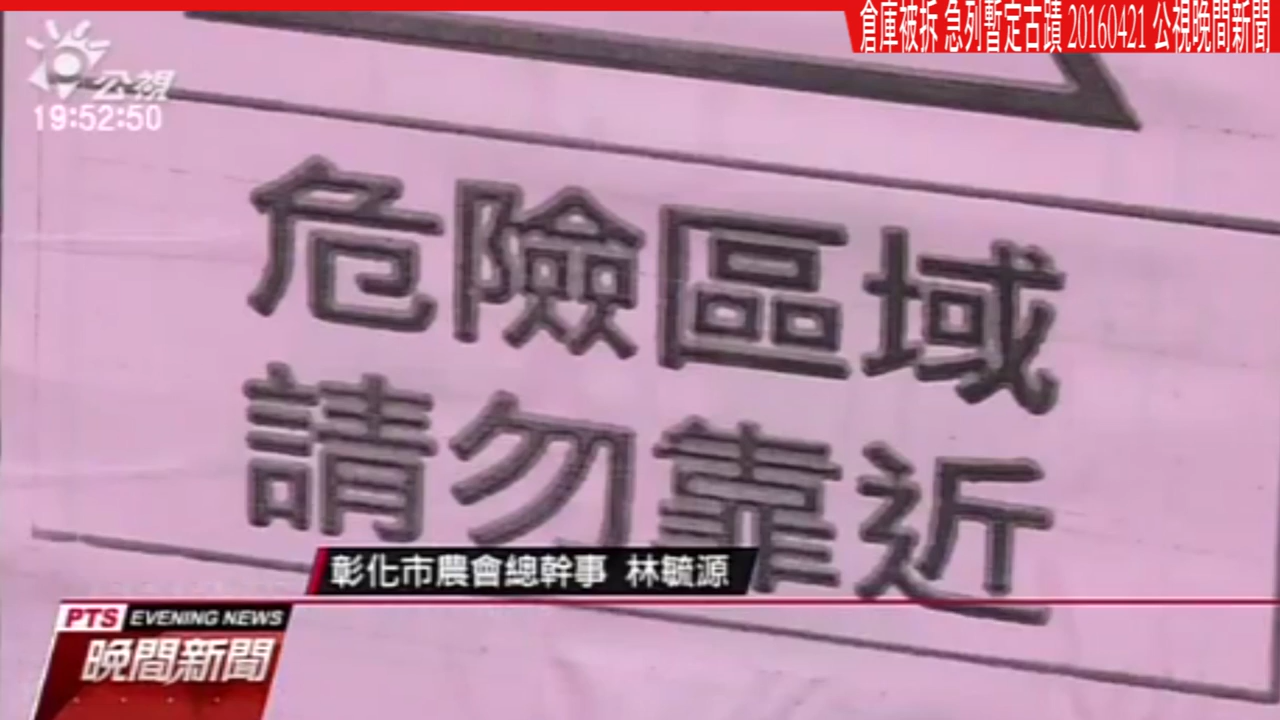 倉庫被拆 急列暫定古蹟 20160421 公視晚間新聞
公視
19:52:50
危險區域
請勿靠近
彰化市農會總幹事 林毓源
PTS EVENING NEWS
晚間新聞